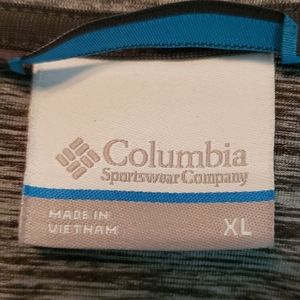 Columbia
Sportswear Company
MADE IN
VIETNAM
XL